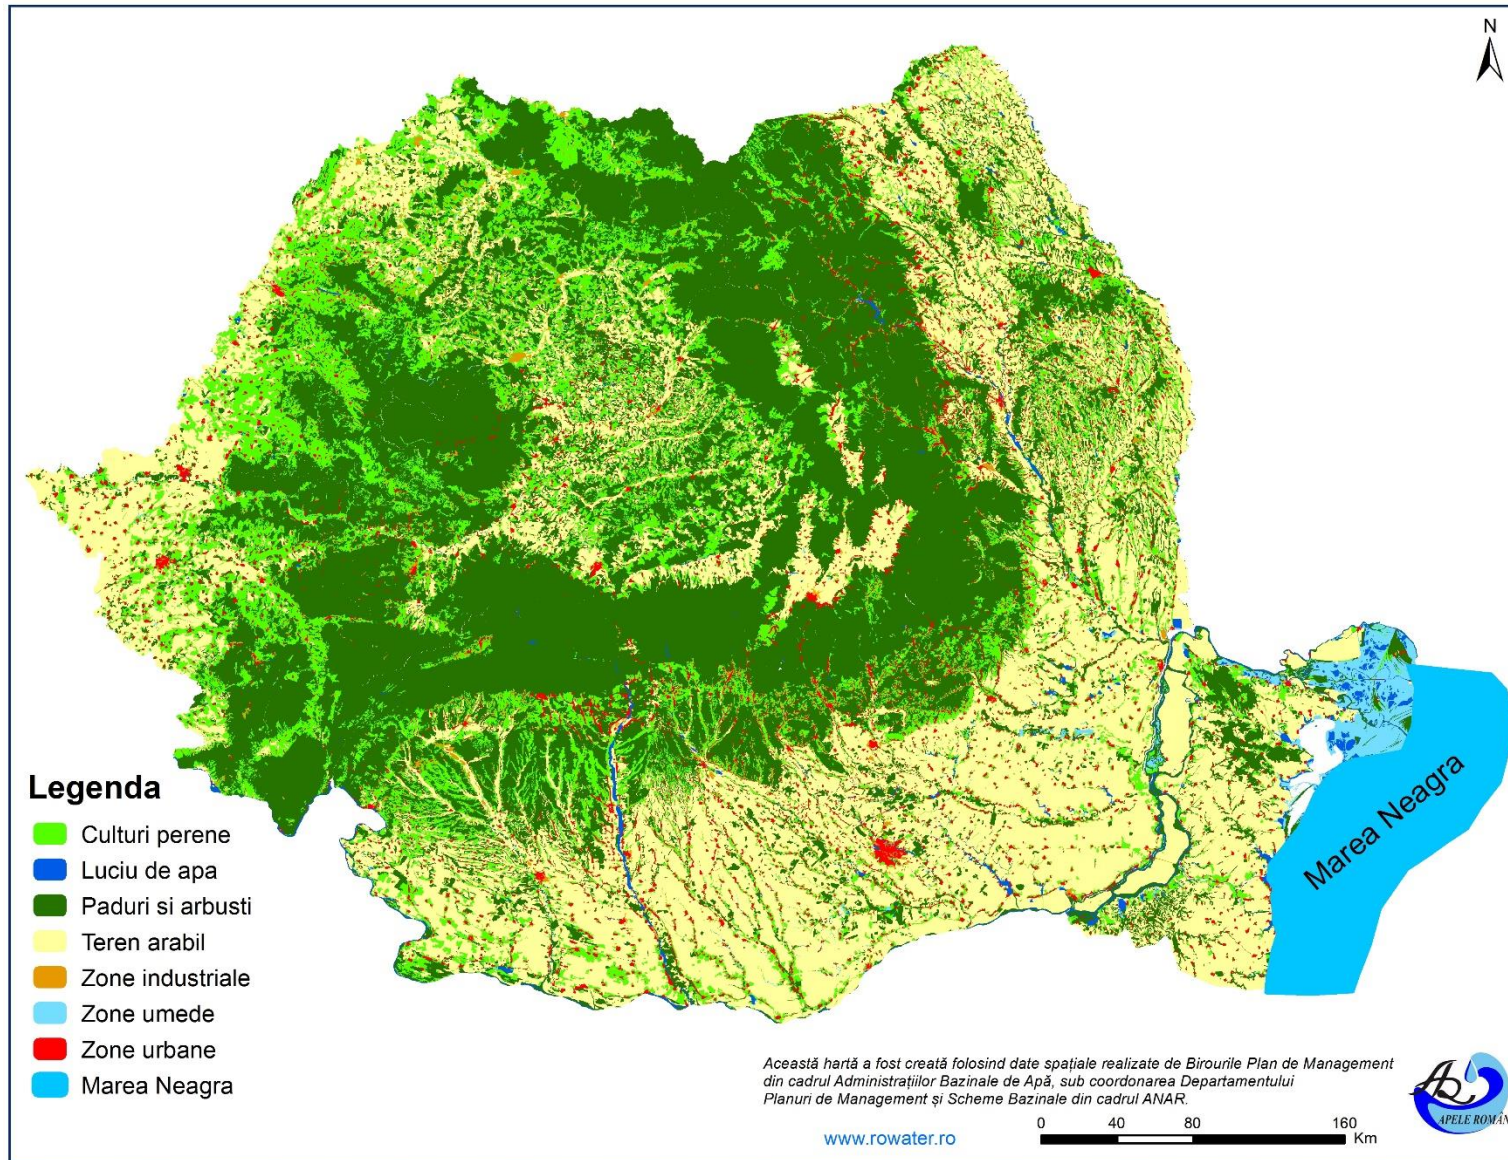 N
Marea Neagra
Legenda
Culturi perene
Luciu de apa
Paduri si arbusti
Teren arabil
Zone industriale
Zone umede
Zone urbane
Marea Neagra
Această hartă a fost creată folosind date spațiale realizate de Birourile Plan de Management
din cadrul Administrațiilor Bazinale de Apă, sub coordonarea Departamentului
Planuri de Management și Scheme Bazinale din cadrul ANAR.
www.rowater.ro
0 40 80 160
Km
APELE ROMÂN